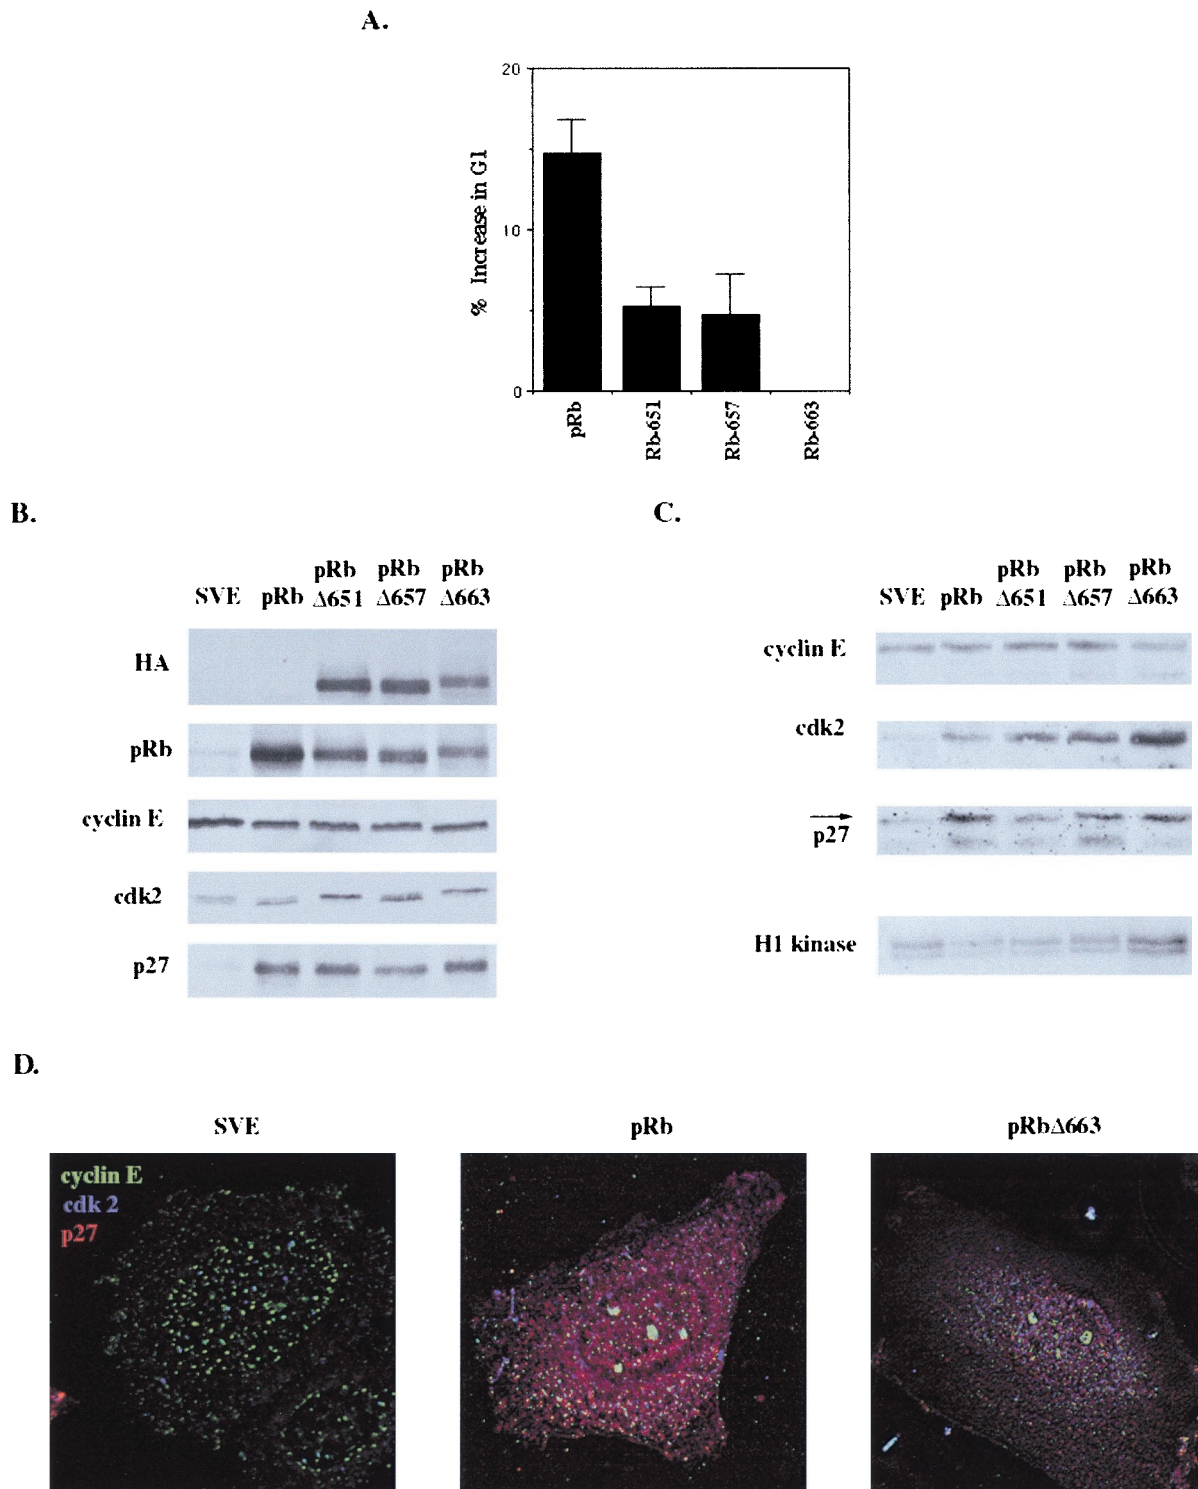 A.
20
10
0
% Increase in G1
pRb
Rb-651
Rb-657
Rb-663
B.
SVE pRb pRb Δ651 pRb Δ657 pRb Δ663
HA
pRb
cyclin E
cdk2
p27
C.
SVE pRb pRb Δ651 pRb Δ657 pRb Δ663
cyclin E
cdk2
p27
H1 kinase
D.
SVE
pRb
pRbΔ663
cyclin E
cdk 2
p27